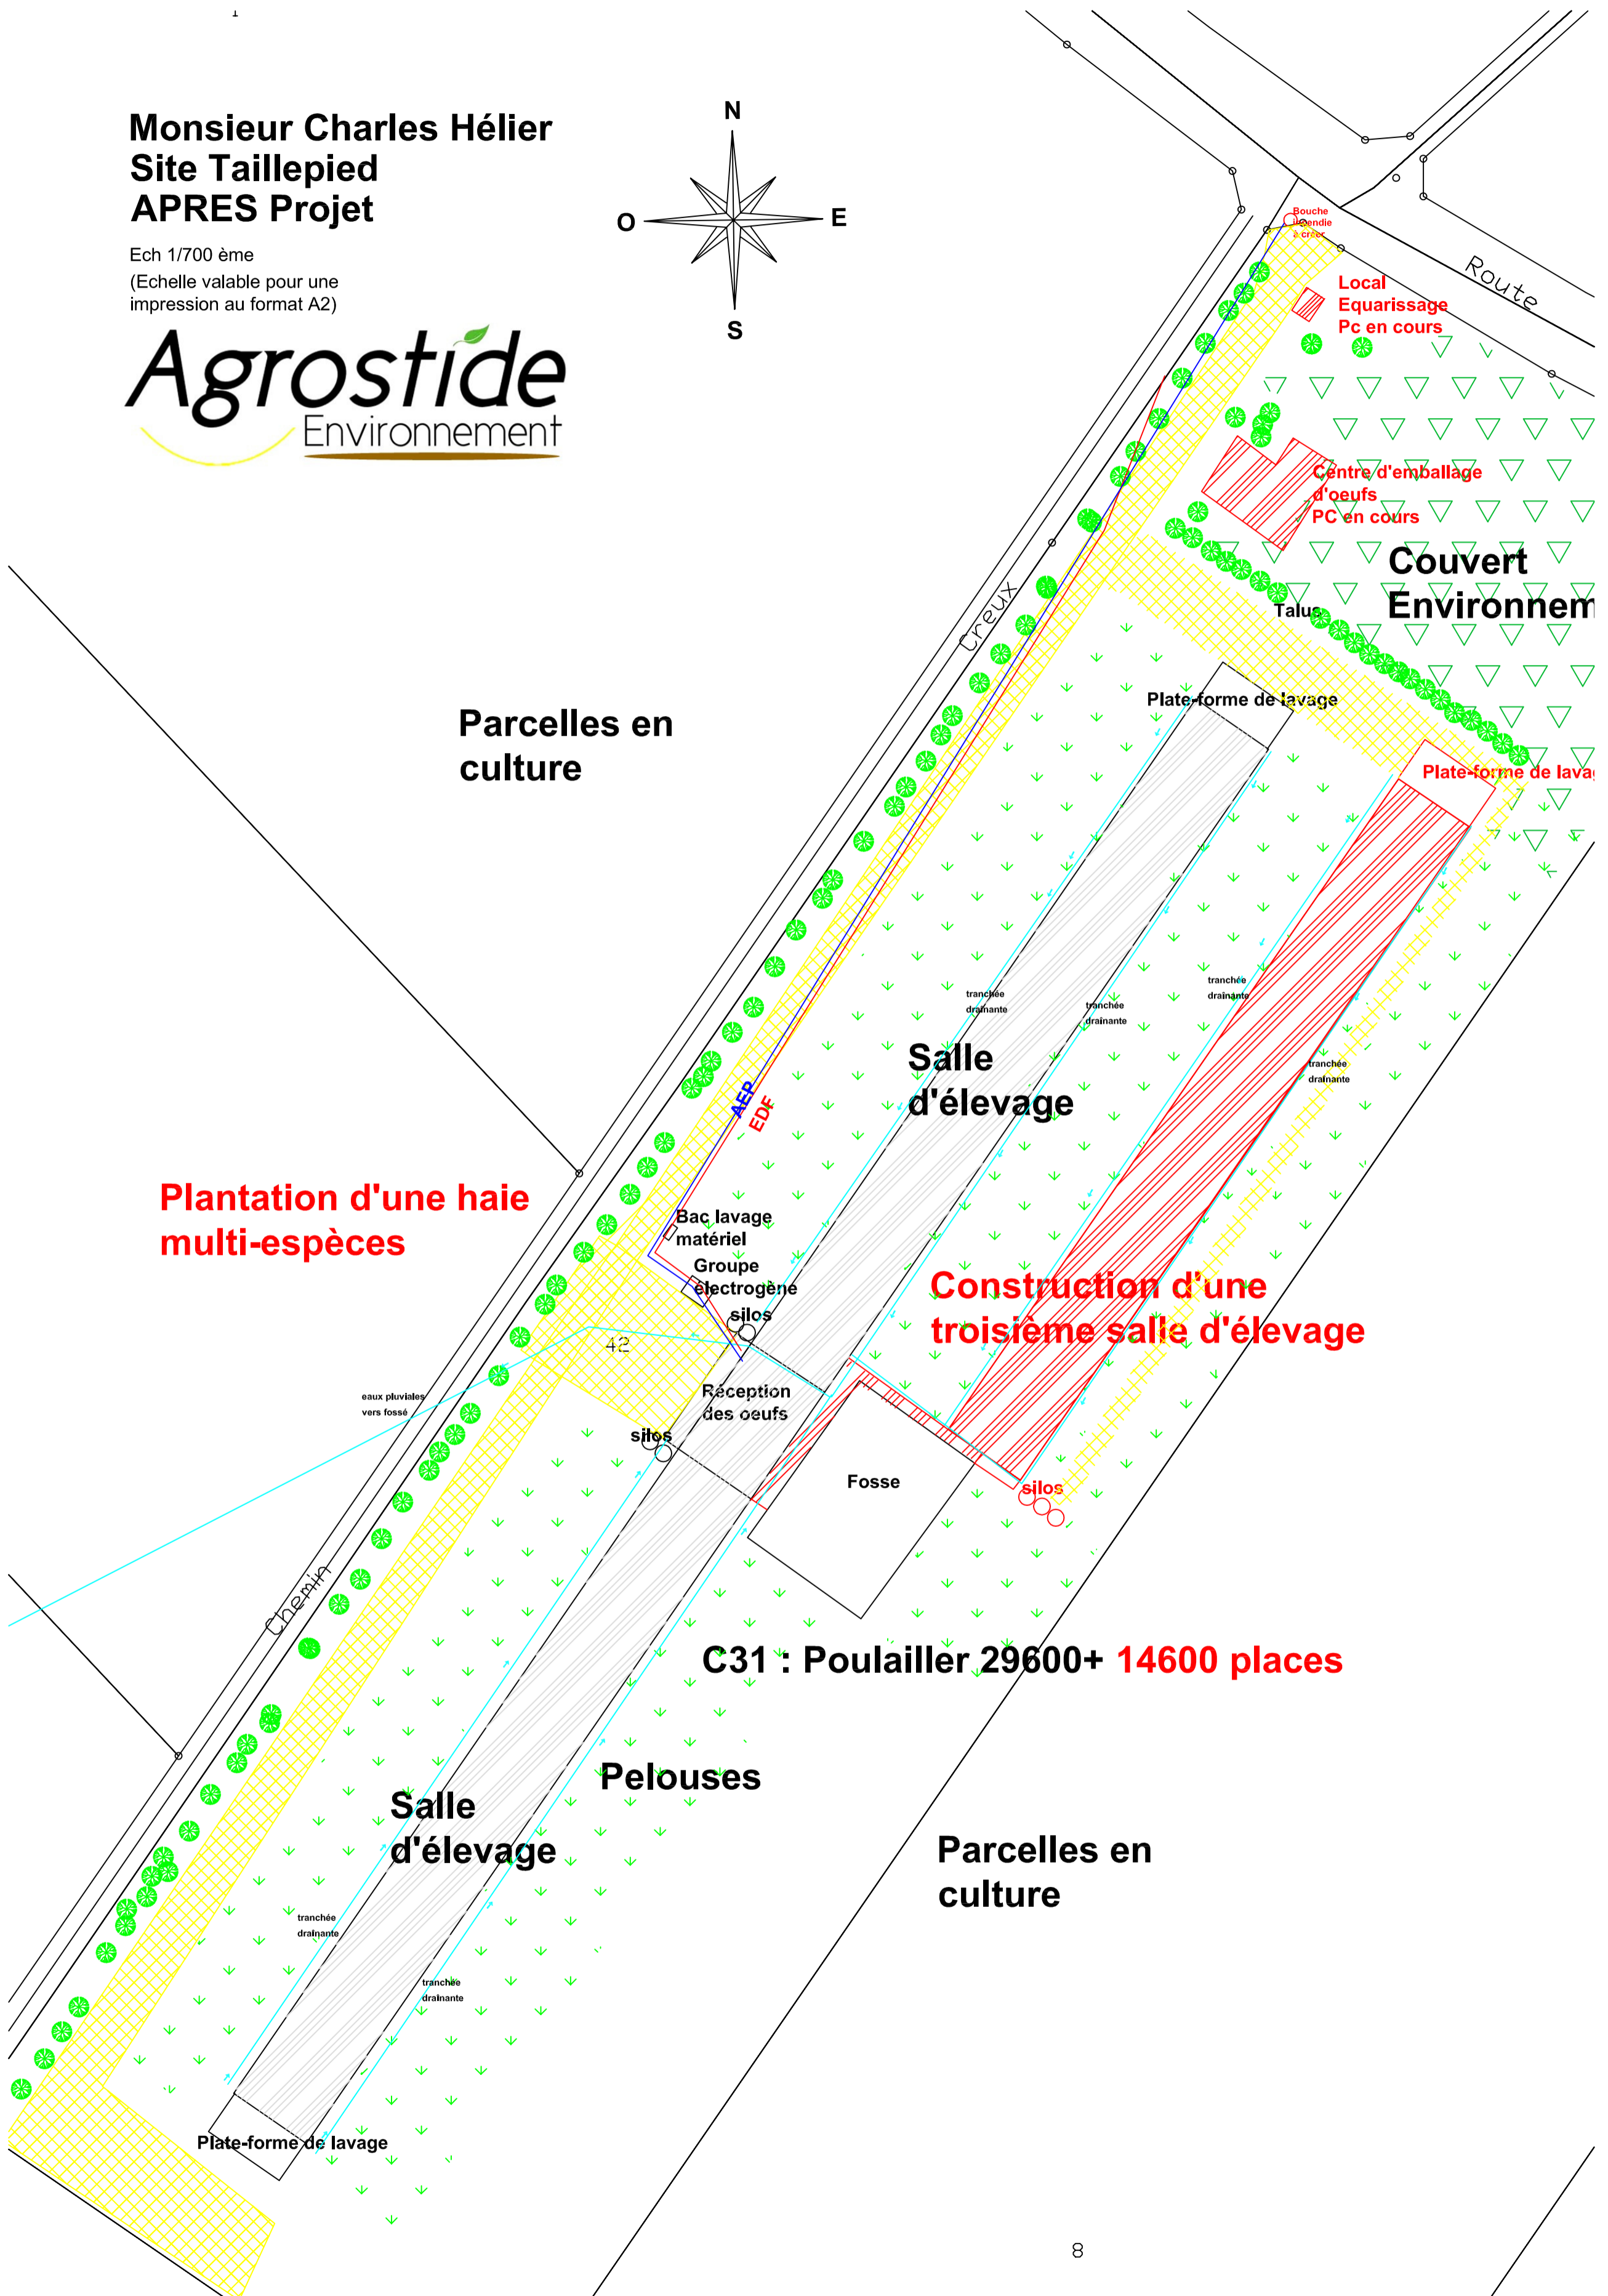 1
Monsieur Charles Hélier
Site Taillepied
APRES Projet
Ech 1/700 ème
(Echelle valable pour une
impression au format A2)
Agrostide
Environnement
N
O
E
S
Bouche
incendie
à créer
Route
Local
Equarissage
Pc en cours
Centre d'emballage
d'oeufs
PC en cours
Couvert
Environnem
Talus
Creux
Plate-forme de lavage
Plate-forme de lava
Parcelles en
culture
tranchée
drainante
tranchée
drainante
tranchée
drainante
tranchée
drainante
Salle
d'élevage
AEP
EDF
Plantation d'une haie
multi-espèces
Bac lavage
matériel
Groupe
électrogène
silos
Construction d'une
troisième salle d'élevage
42
eaux pluviales
vers fossé
Réception
des oeufs
silos
Fosse
silos
Chemin
C31 : Poulailler 29600+ 14600 places
Pelouses
Salle
d'élevage
Parcelles en
culture
tranchée
drainante
tranchée
drainante
Plate-forme de lavage
8